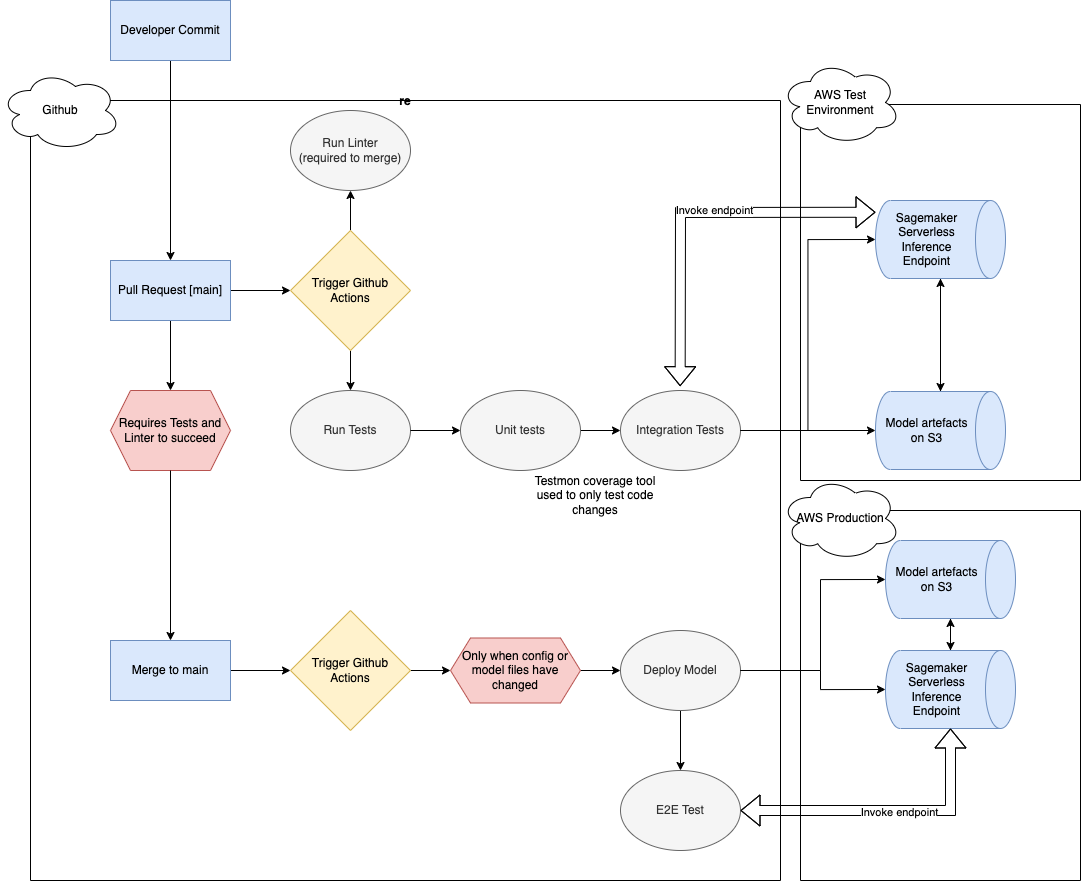 Developer Commit
Github
re
AWS Test
Environment
Run Linter
(required to merge)
Invoke endpoint
Sagemaker
Serverless
Inference
Endpoint
Pull Request [main]
Trigger Github
Actions
Requires Tests and
Linter to succeed
Run Tests
Unit tests
Integration Tests
Model artefacts
on S3
Testmon coverage tool
used to only test code
changes
AWS Production
Model artefacts
on S3
Merge to main
Trigger Github
Actions
Only when config or
model files have
changed
Deploy Model
Sagemaker
Serverless
Inference
Endpoint
E2E Test
Invoke endpoint